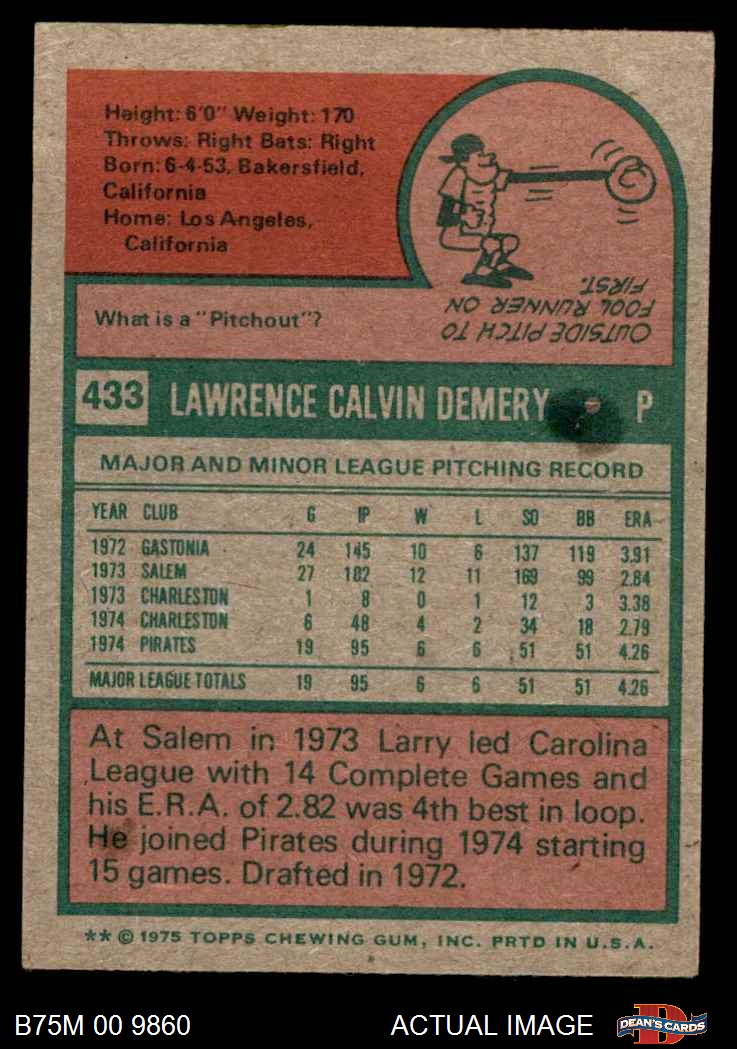 Height: 6'0" Weight: 170
Throws: Right Bats: Right
Born: 6-4-53, Bakersfield,
California
Home: Los Angeles,
California
What is a "Pitchout"?
OUTSIDE PITCH TO
FOOL RUNNER ON
FIRST.
433 LAWRENCE CALVIN DEMERY P
MAJOR AND MINOR LEAGUE PITCHING RECORD
YEAR CLUB G IP W L SO BB ERA
1972 GASTONIA 24 145 10 6 137 119 3.91
1973 SALEM 27 182 12 11 169 99 2.84
1973 CHARLESTON 1 8 0 1 12 3 3.38
1974 CHARLESTON 6 48 4 2 34 18 2.79
1974 PIRATES 19 95 6 6 51 51 4.26
MAJOR LEAGUE TOTALS 19 95 6 6 51 51 4.26
At Salem in 1973 Larry led Carolina
League with 14 Complete Games and
his E.R.A. of 2.82 was 4th best in loop.
He joined Pirates during 1974 starting
15 games. Drafted in 1972.
** © 1975 TOPPS CHEWING GUM, INC. PRTD IN U.S.A.
B75M 00 9860 ACTUAL IMAGE D DEAN'S CARDS